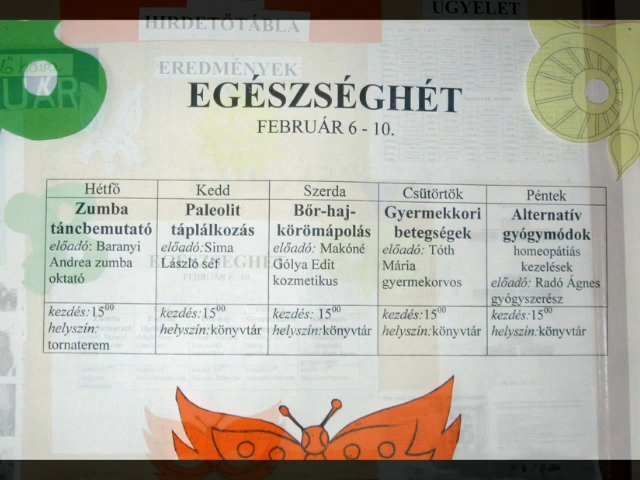 HIRDETŐTÁBLA
ÜGYELET
EREDMÉNYEK
EGÉSZSÉGHÉT
FEBRUÁR 6 - 10.
Hétfő
Zumba
táncbemutató
előadó: Baranyi
Andrea zumba
oktató
kezdés:15⁰⁰
helyszín:
tornaterem
Kedd
Paleolit
táplálkozás
előadó:Sima
László séf
kezdés:15⁰⁰
helyszín:könyvtár
Szerda
Bőr-haj-
körömápolás
előadó: Makóné
Gólya Edit
kozmetikus
kezdés: 15⁰⁰
helyszín:könyvtár
Csütörtök
Gyermekkori
betegségek
előadó: Tóth
Mária
gyermekorvos
kezdés:15⁰⁰
helyszín:könyvtár
Péntek
Alternatív
gyógymódok
homeopátiás
kezelések
előadó: Radó Ágnes
gyógyszerész
kezdés:15⁰⁰
helyszín:könyvtár